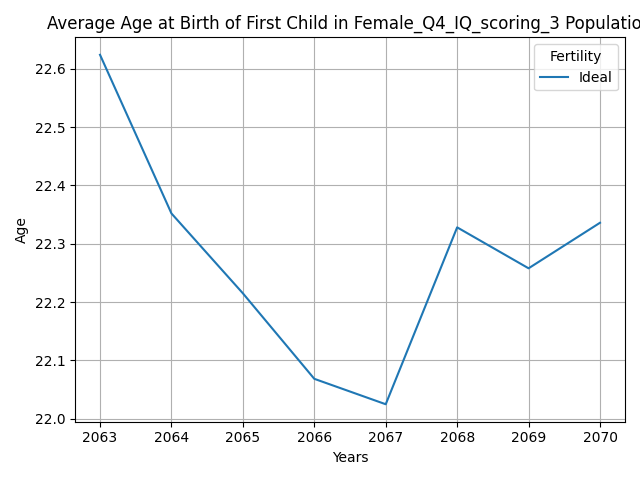 Average Age at Birth of First Child in Female_Q4_IQ_scoring_3 Populatio
Fertility
Ideal
22.6
22.5
22.4
22.3
22.2
22.1
22.0
Age
2063 2064 2065 2066 2067 2068 2069 2070
Years